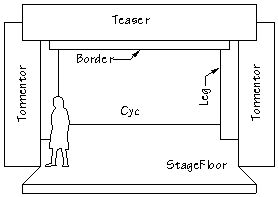 Teaser
Border
Tormentor
Leg
Tormentor
Cyc
StageFloor